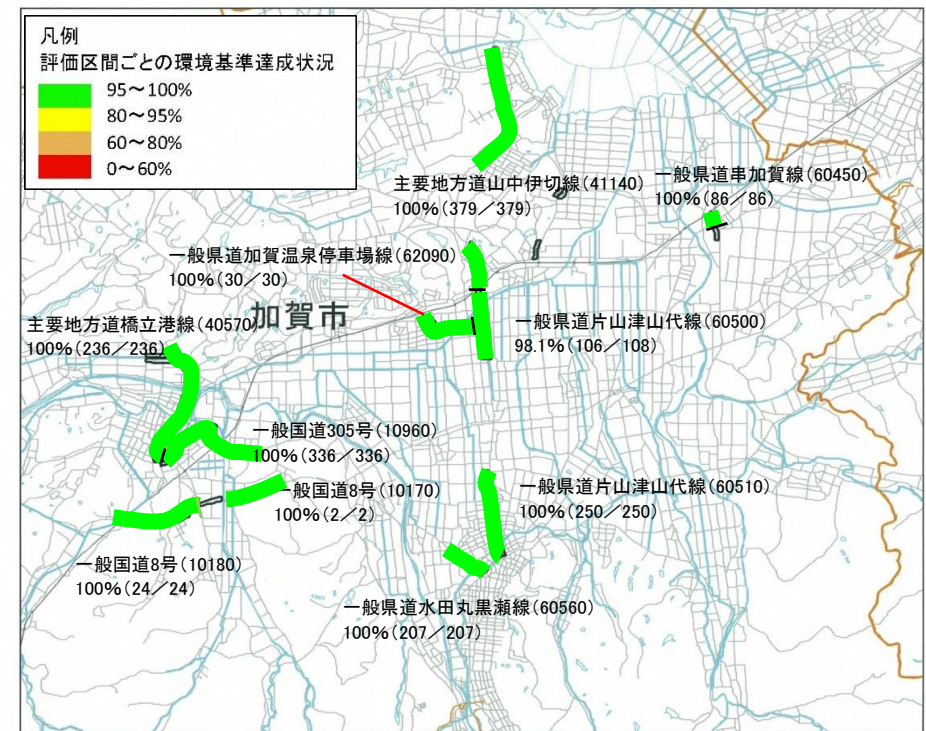 凡例
評価区間ごとの環境基準達成状況
95～100%
80～95%
60～80%
0～60%
主要地方道山中伊切線(41140)
100%(379／379)
一般県道串加賀線(60450)
100%(86／86)
一般県道加賀温泉停車場線(62090)
100%(30／30)
加賀市
主要地方道橋立港線(40570)
100%(236／236)
一般県道片山津山代線(60500)
98.1%(106／108)
一般国道305号(10960)
100%(336／336)
一般国道8号(10170)
100%(2／2)
一般県道片山津山代線(60510)
100%(250／250)
一般国道8号(10180)
100%(24／24)
一般県道水田丸黒瀬線(60560)
100%(207／207)